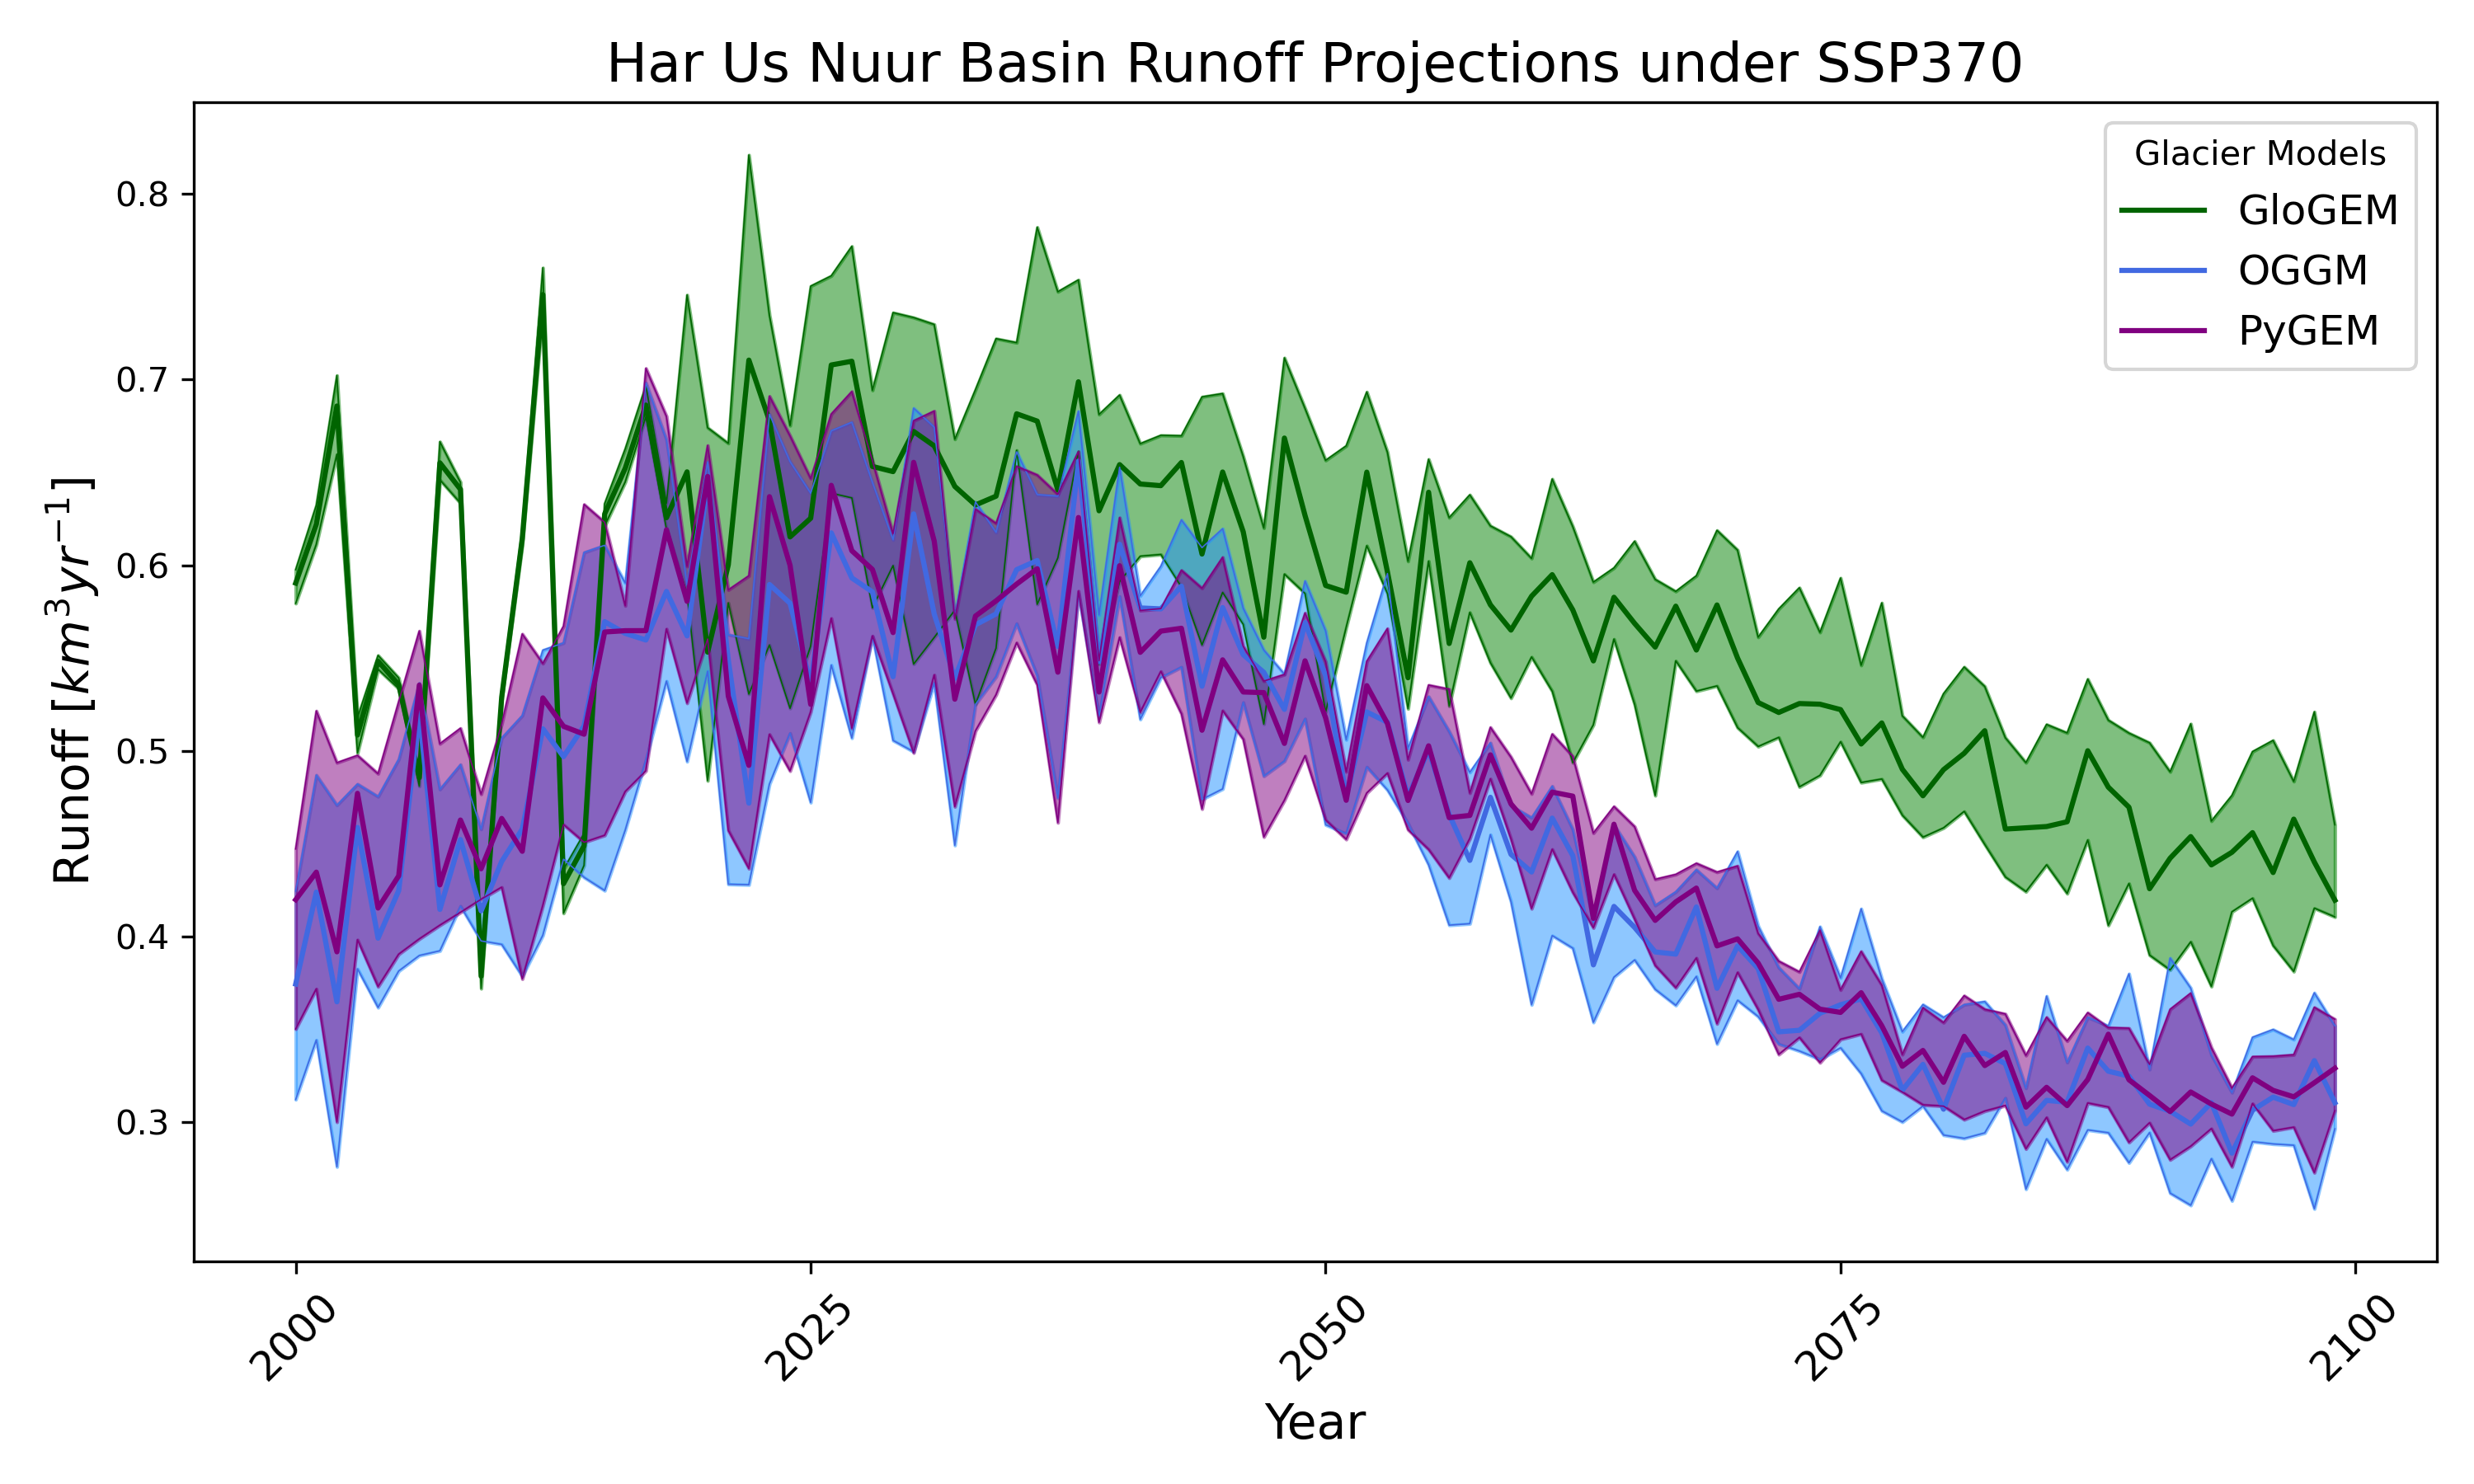 Har Us Nuur Basin Runoff Projections under SSP370
Glacier Models
GloGEM
OGGM
PyGEM
Runoff [km³yr⁻¹]
0.8
0.7
0.6
0.5
0.4
0.3
2000
2025
2050
2075
2100
Year